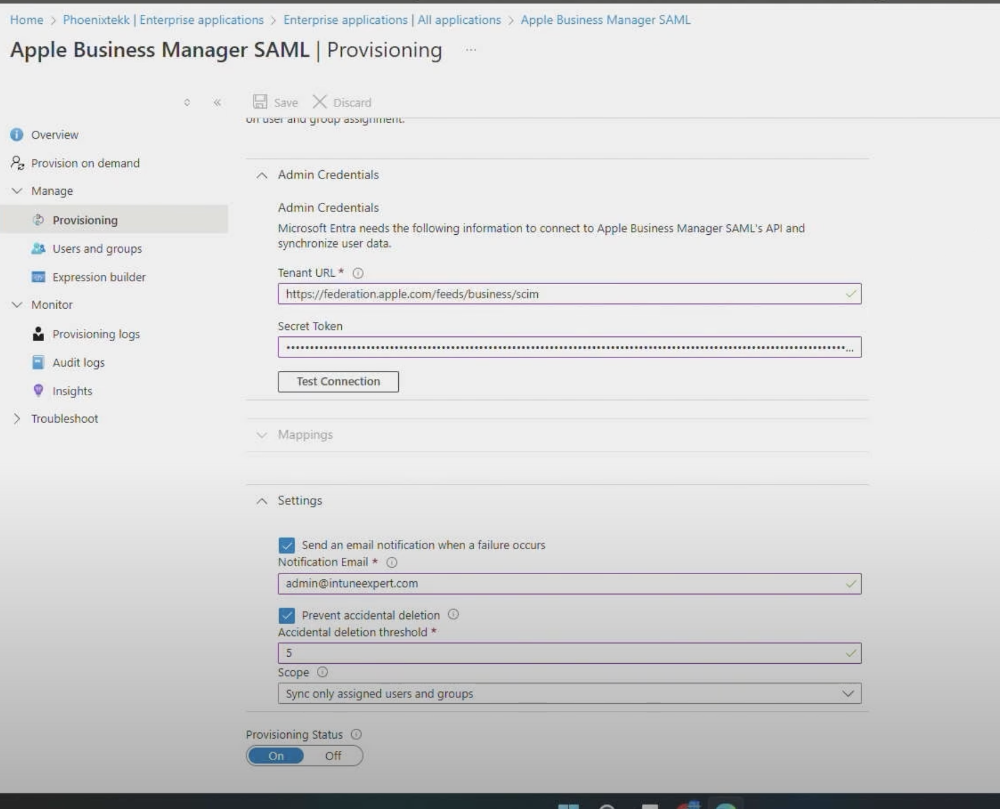 Home > Phoenixtekk | Enterprise applications > Enterprise applications | All applications > Apple Business Manager SAML
Apple Business Manager SAML | Provisioning ...
Save Discard
on user and group assignment.
Overview
Provision on demand
Manage
Provisioning
Users and groups
Expression builder
Monitor
Provisioning logs
Audit logs
Insights
Troubleshoot
Admin Credentials
Admin Credentials
Microsoft Entra needs the following information to connect to Apple Business Manager SAML's API and
synchronize user data.
Tenant URL *
https://federation.apple.com/feeds/business/scim
Secret Token
Test Connection
Mappings
Settings
Send an email notification when a failure occurs
Notification Email *
admin@intuneexpert.com
Prevent accidental deletion
Accidental deletion threshold *
5
Scope
Sync only assigned users and groups
Provisioning Status
On Off